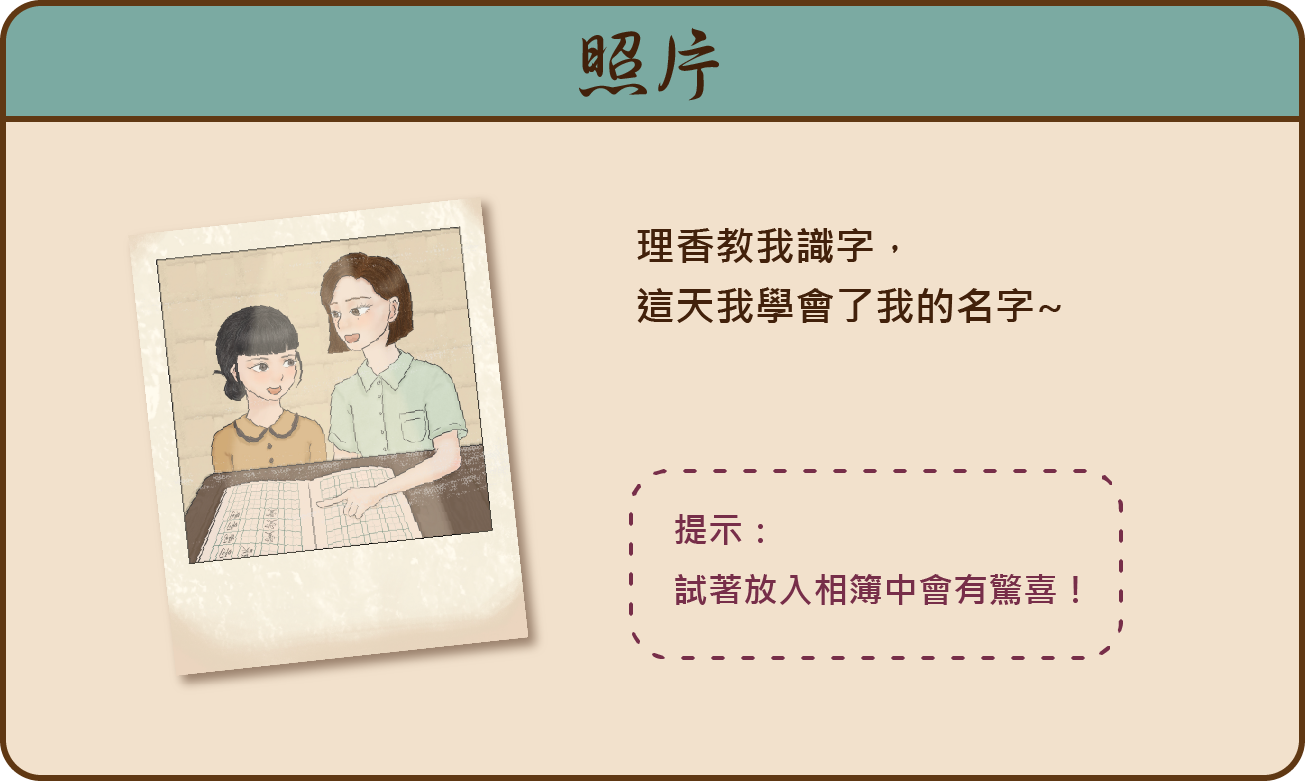 照片
理香教我識字，
這天我學會了我的名字~
提示：
試著放入相簿中會有驚喜！